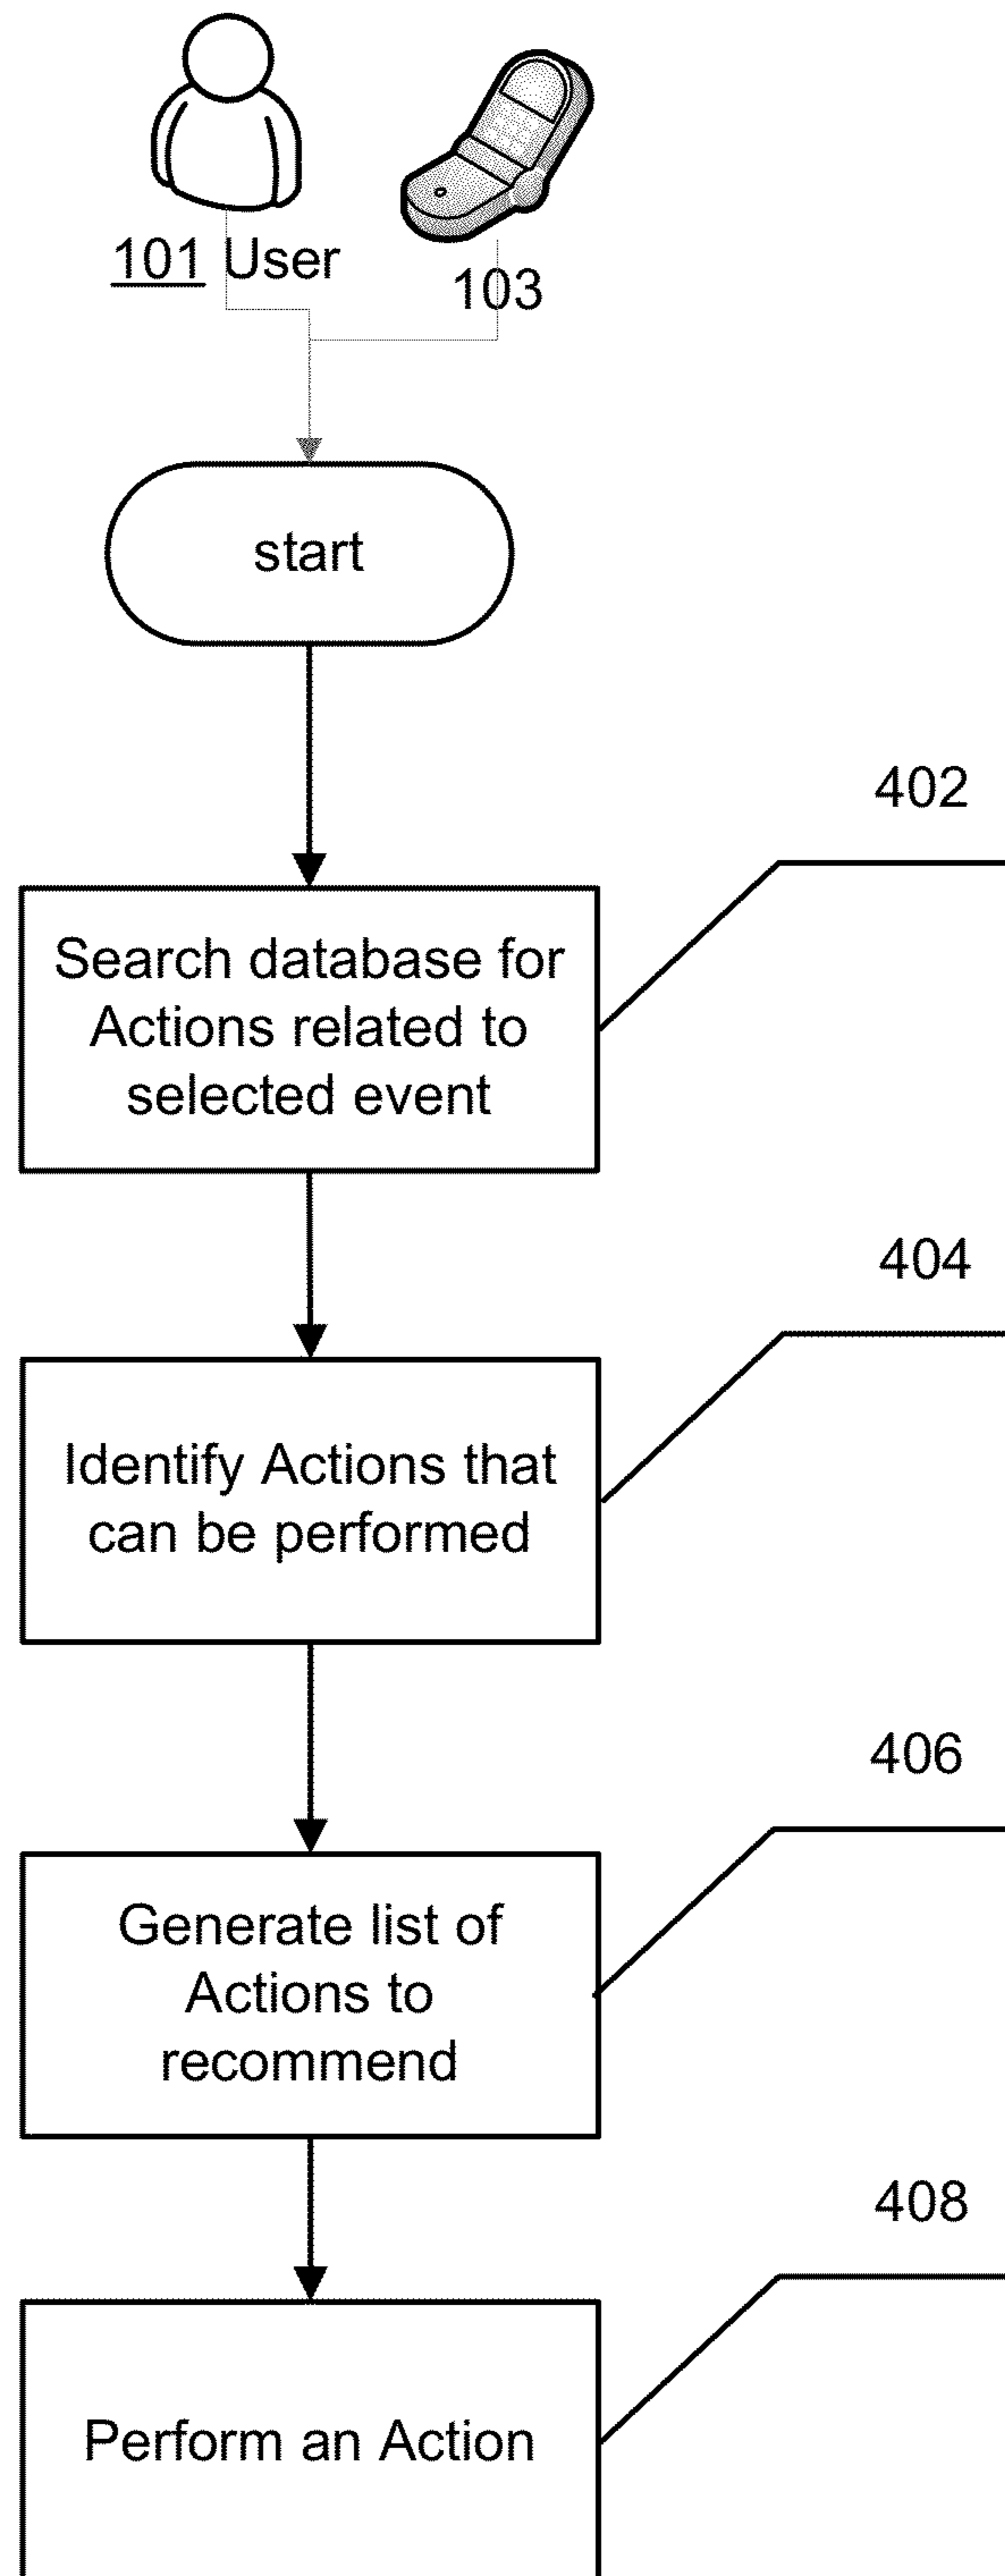 101 User
103
start
402
Search database for
Actions related to
selected event
404
Identify Actions that
can be performed
406
Generate list of
Actions to
recommend
408
Perform an Action